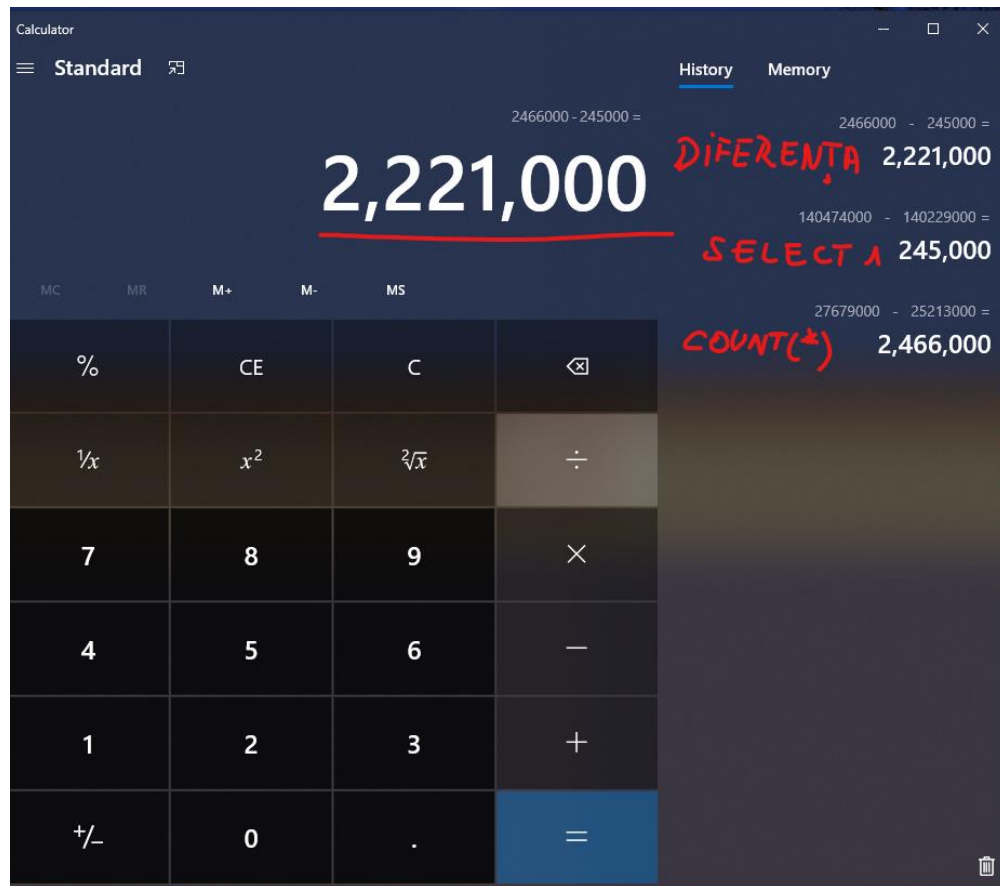 Calculator
Standard
History Memory
2466000 - 245000 =
2,221,000
2466000 - 245000 =
DiFERENȚA 2,221,000
140474000 - 140229000 =
SELECT 1 245,000
27679000 - 25213000 =
COUNT(*) 2,466,000
MC MR M+ M- MS
% CE C
1/x x² ²√x ÷
7 8 9 ×
4 5 6 −
1 2 3 +
+/− 0 . =